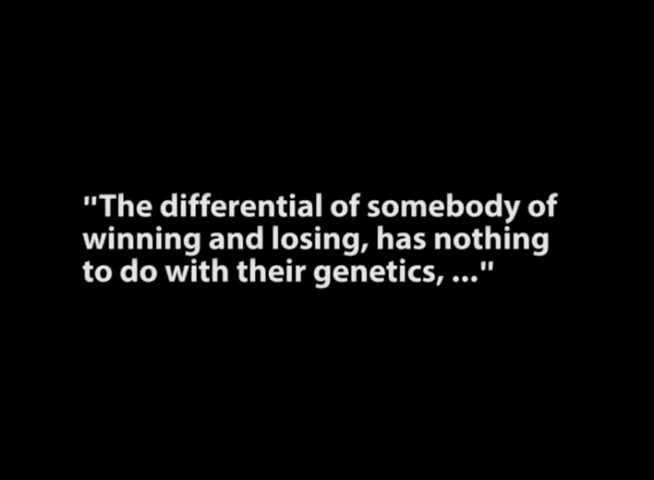 "The differential of somebody of
winning and losing, has nothing
to do with their genetics, ..."